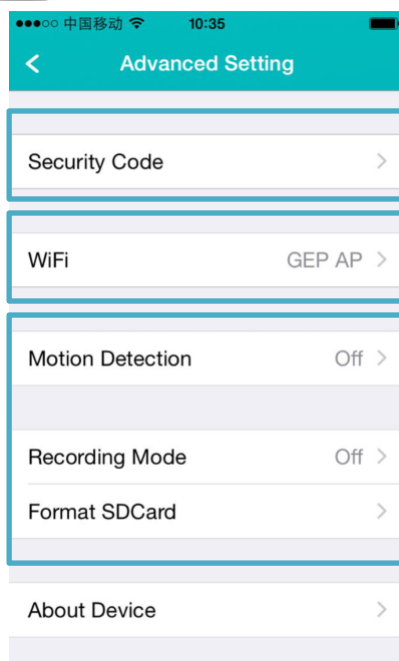 中国移动 10:35
Advanced Setting
Security Code
WiFi GEP AP
Motion Detection Off
Recording Mode Off
Format SDCard
About Device